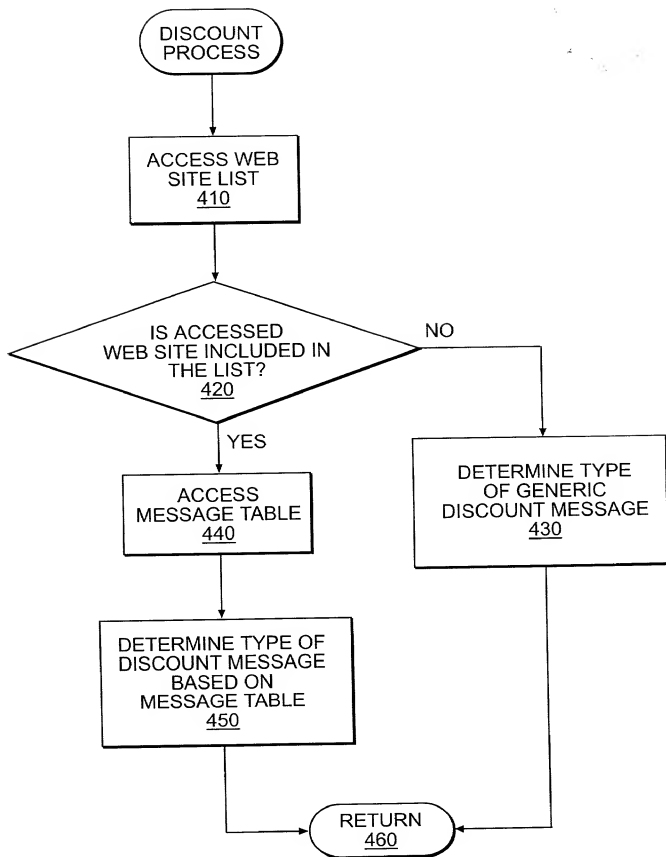 DISCOUNT
PROCESS
ACCESS WEB
SITE LIST
410
IS ACCESSED
WEB SITE INCLUDED IN
THE LIST?
420
NO
YES
ACCESS
MESSAGE TABLE
440
DETERMINE TYPE
OF GENERIC
DISCOUNT MESSAGE
430
DETERMINE TYPE OF
DISCOUNT MESSAGE
BASED ON
MESSAGE TABLE
450
RETURN
460